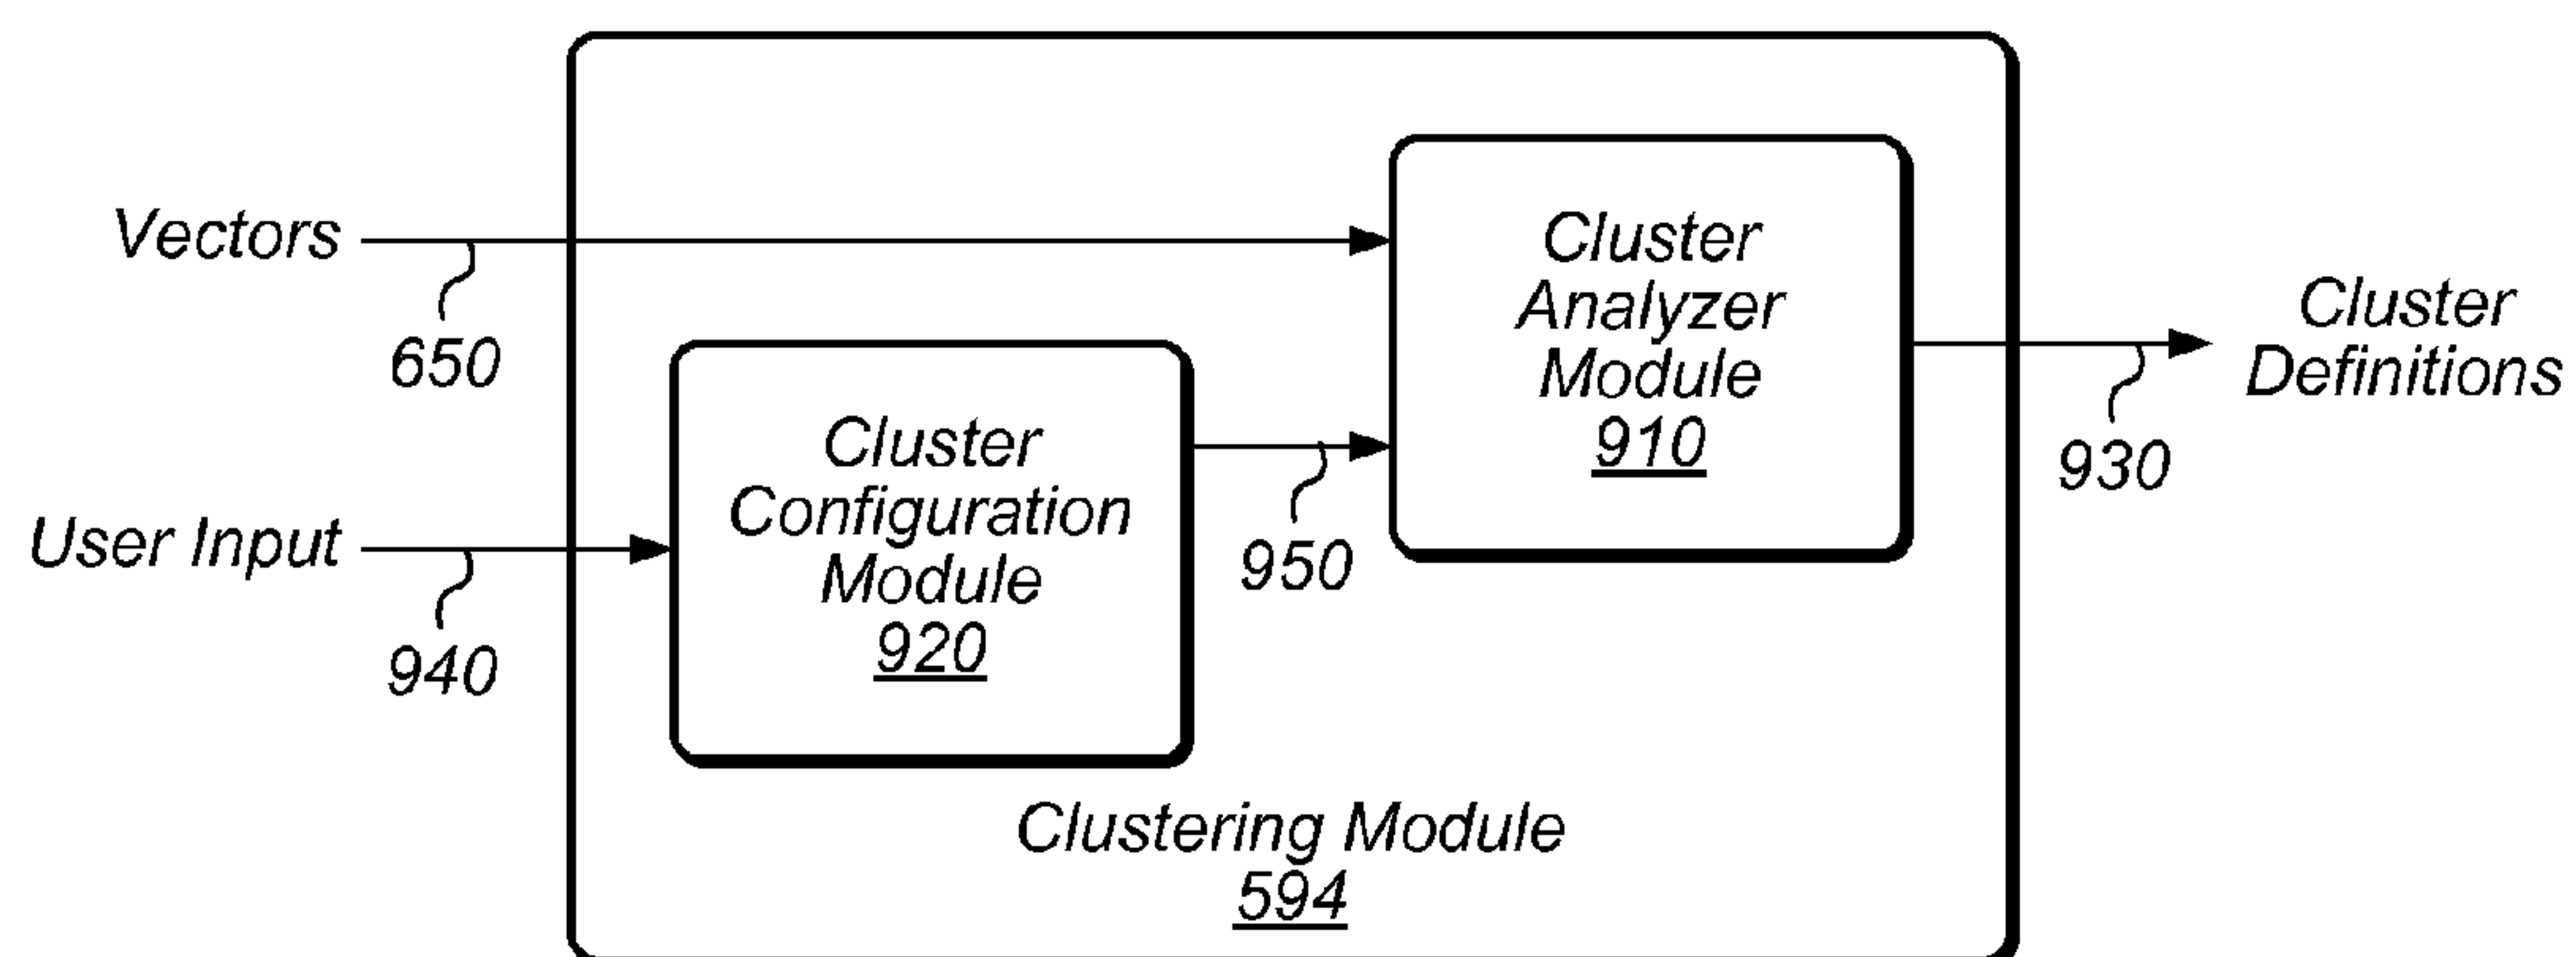 Vectors
650
User Input
940
Cluster
Configuration
Module
920
950
Cluster
Analyzer
Module
910
Cluster
Definitions
930
Clustering Module
594